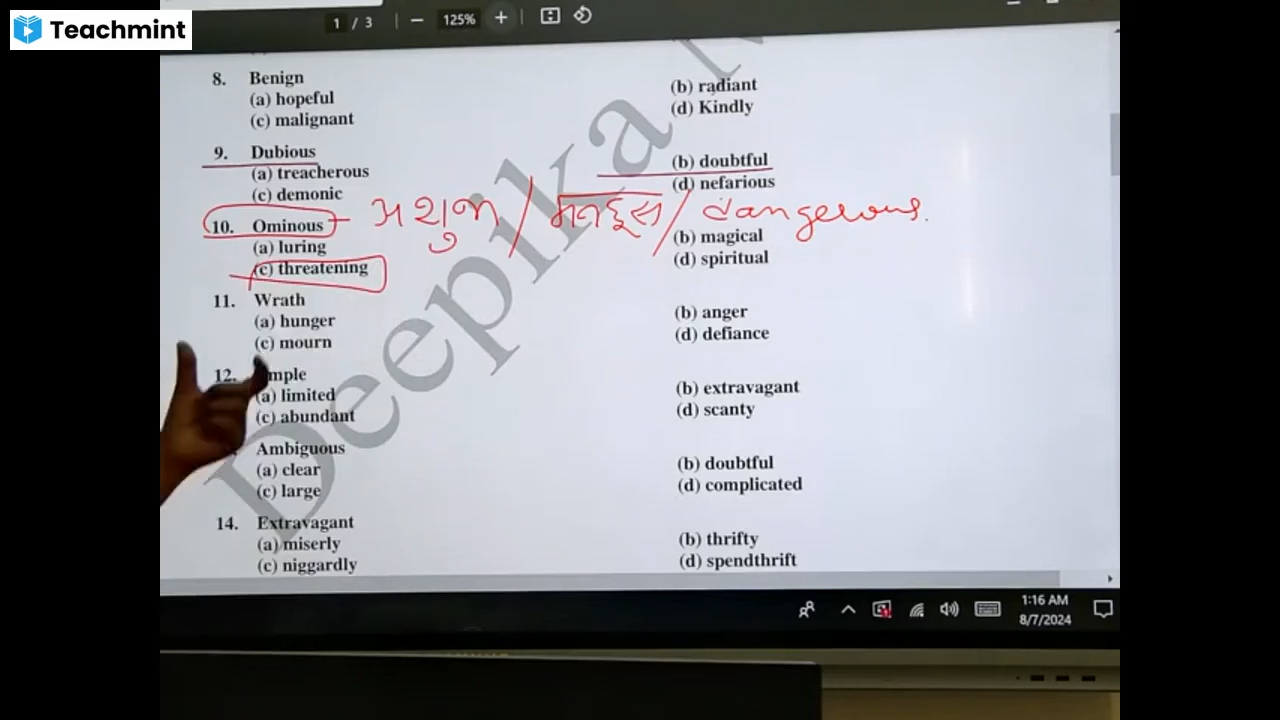 Teachmint
1 / 3 − 125% +
8. Benign
(a) hopeful (b) radiant
(c) malignant (d) Kindly
9. Dubious
(a) treacherous (b) doubtful
(c) demonic (d) nefarious
10. Ominous - अशुभ / मनहूस / dangerous.
(a) luring (b) magical
(c) threatening (d) spiritual
11. Wrath
(a) hunger (b) anger
(c) mourn (d) defiance
12.
(a) limited (b) extravagant
(c) abundant (d) scanty
Ambiguous
(a) clear (b) doubtful
(c) large (d) complicated
14. Extravagant
(a) miserly (b) thrifty
(c) niggardly (d) spendthrift
Deepika
1:16 AM
8/7/2024